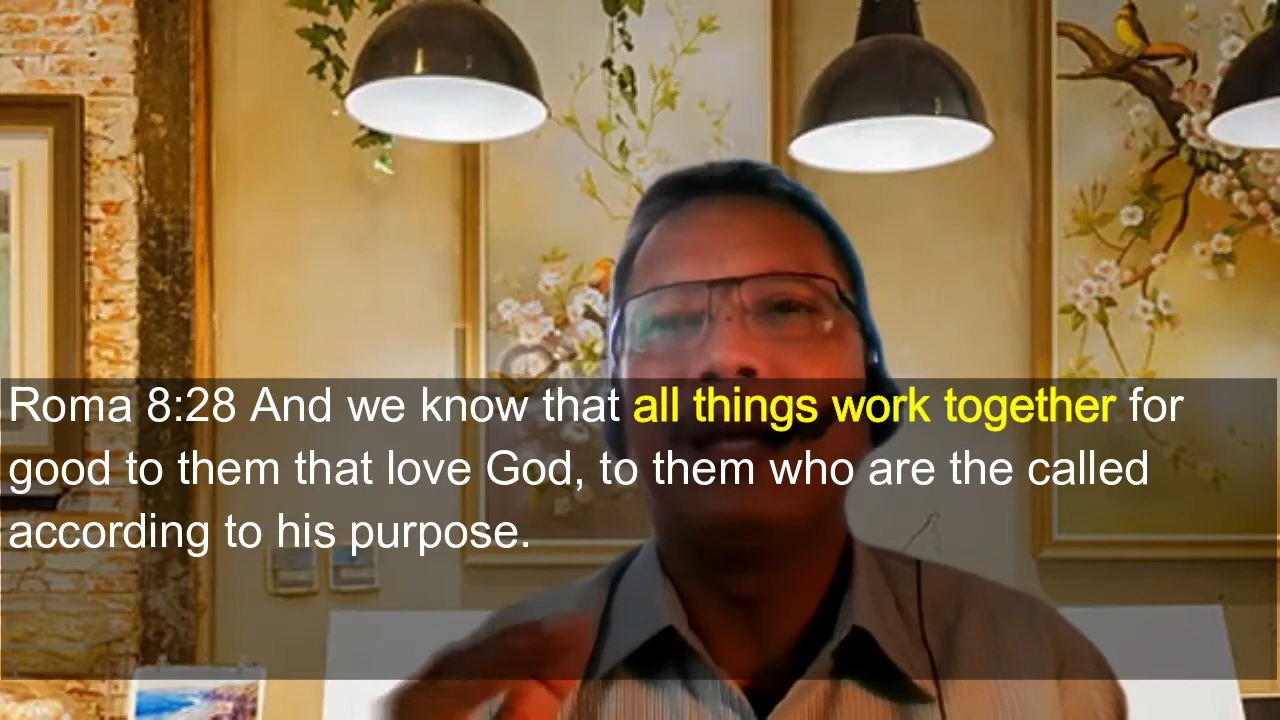 Roma 8:28 And we know that all things work together for
good to them that love God, to them who are the called
according to his purpose.